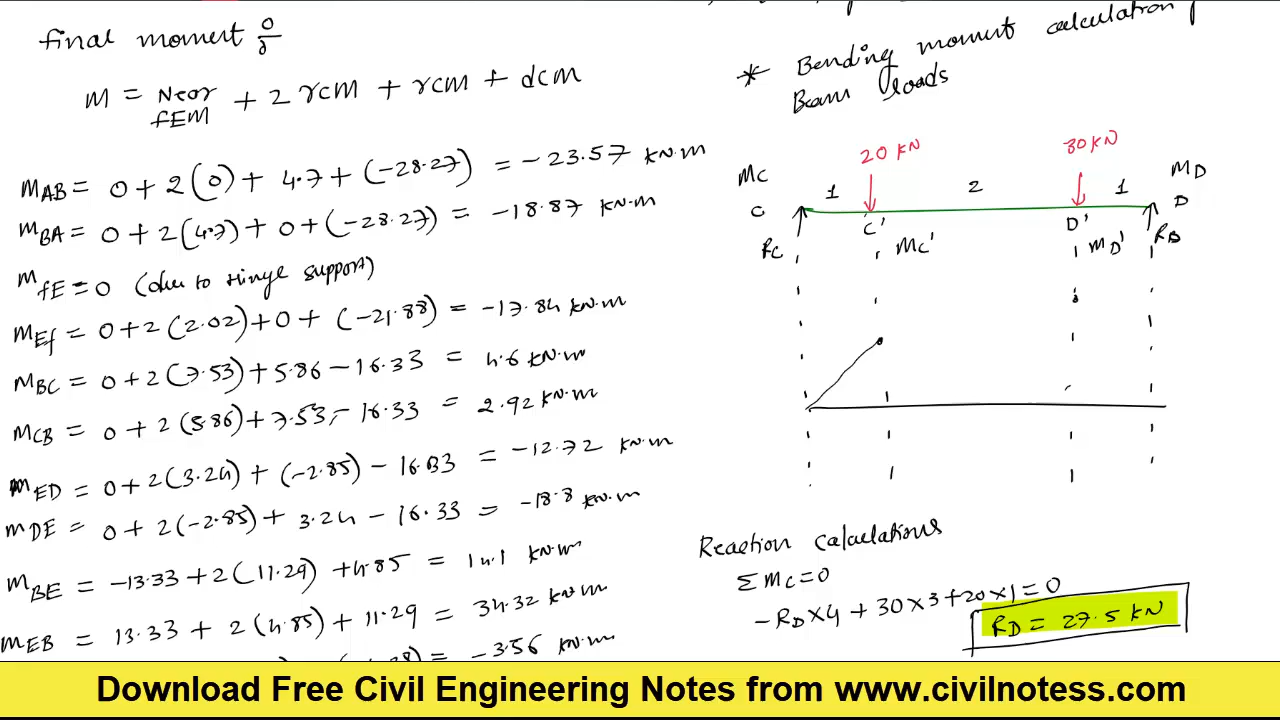 final moment :
M = Near FEM + 2 rcm + rcm + dcm
MAB = 0 + 2(0) + 4.7 + (-28.27) = -23.57 kN.m
MBA = 0 + 2(4.7) + 0 + (-28.27) = -18.87 kN.m
MfE = 0 (due to Hinge support)
MEf = 0 + 2(2.02) + 0 + (-21.88) = -17.84 kN.m
MBC = 0 + 2(7.53) + 5.86 - 16.33 = 4.6 kN.m
MCB = 0 + 2(5.86) + 7.53 - 16.33 = 2.92 kN.m
MED = 0 + 2(3.24) + (-2.85) - 16.33 = -12.72 kN.m
MDE = 0 + 2(-2.85) + 3.24 - 16.33 = -18.8 kN.m
MBE = -13.33 + 2(11.29) + 4.85 = 14.1 kN.m
MEB = 13.33 + 2(4.85) + 11.29 = 34.32 kN.m
= -3.56 kN.m
* Bending moment calculation
Beam loads
20 kN 30 kN
MC 1 2 1 MD
C C' D' D
RC MC' MD' RD
Reaction calculations
ΣMC = 0
-RD×4 + 30×3 + 20×1 = 0
RD = 27.5 kN
Download Free Civil Engineering Notes from www.civilnotess.com